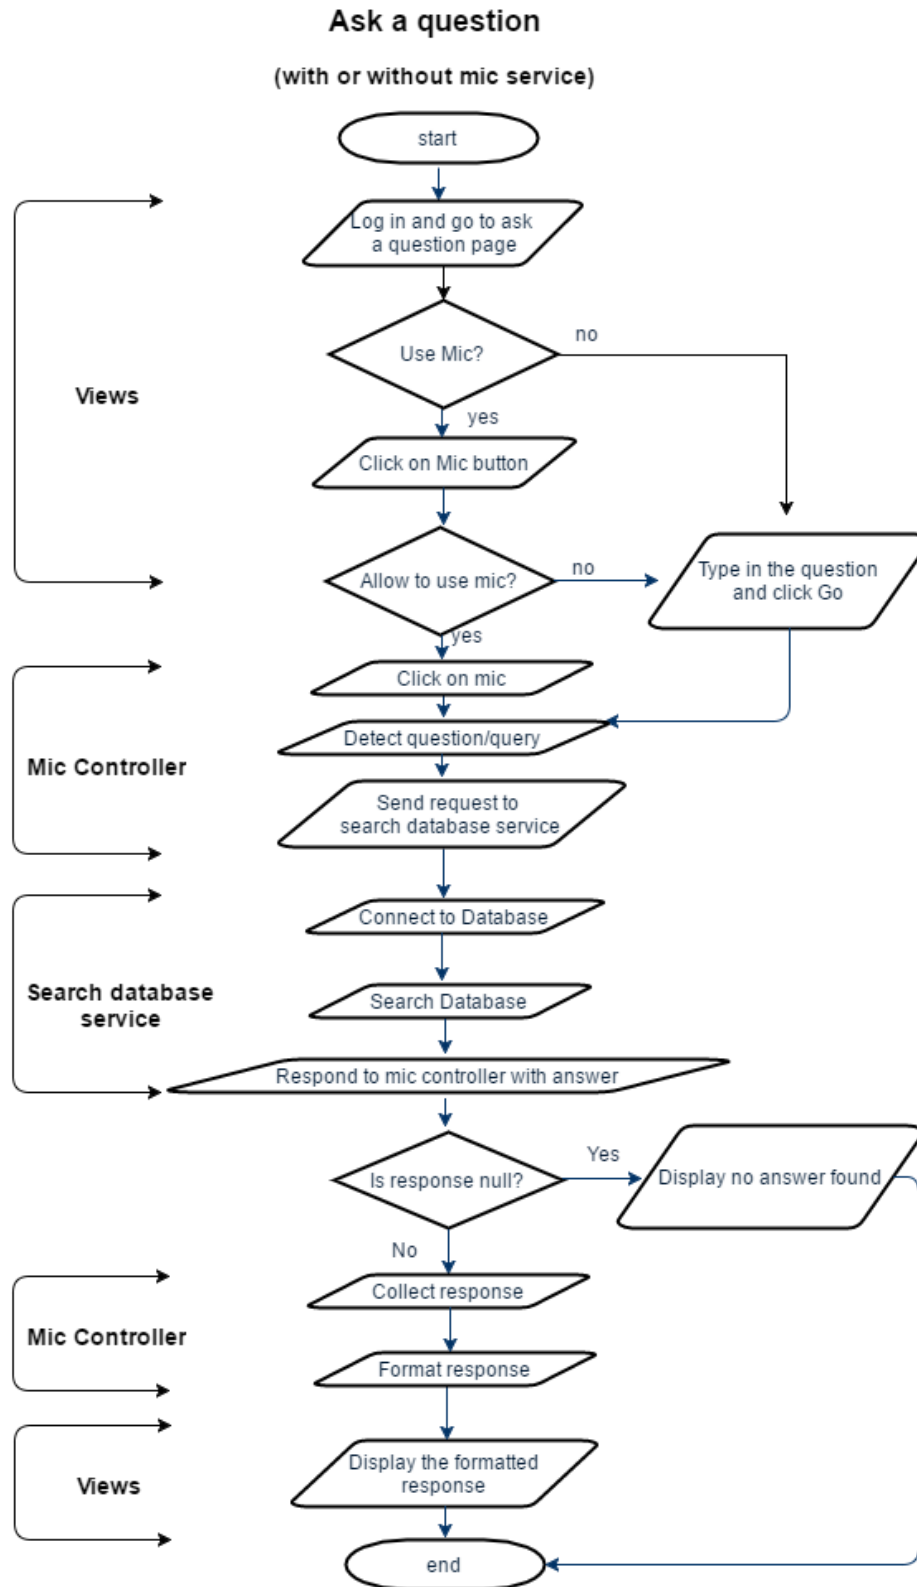 Ask a question
(with or without mic service)
start
Log in and go to ask
a question page
Use Mic?
no
Views
yes
Click on Mic button
Allow to use mic?
no
Type in the question
and click Go
yes
Click on mic
Detect question/query
Mic Controller
Send request to
search database service
Connect to Database
Search database
service
Search Database
Respond to mic controller with answer
Is response null?
Yes
Display no answer found
No
Collect response
Mic Controller
Format response
Display the formatted
response
Views
end